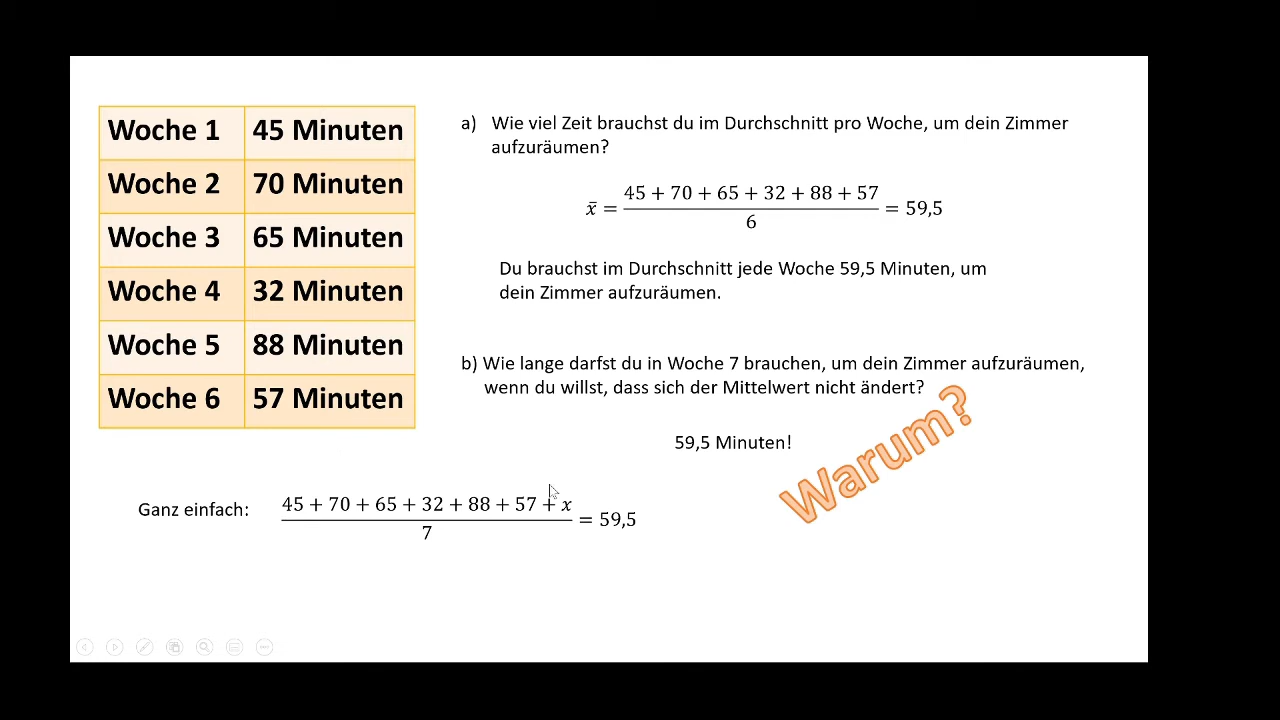 Woche 1 45 Minuten
Woche 2 70 Minuten
Woche 3 65 Minuten
Woche 4 32 Minuten
Woche 5 88 Minuten
Woche 6 57 Minuten
a) Wie viel Zeit brauchst du im Durchschnitt pro Woche, um dein Zimmer
aufzuräumen?
x̄ = (45 + 70 + 65 + 32 + 88 + 57)/6 = 59,5
Du brauchst im Durchschnitt jede Woche 59,5 Minuten, um
dein Zimmer aufzuräumen.
b) Wie lange darfst du in Woche 7 brauchen, um dein Zimmer aufzuräumen,
wenn du willst, dass sich der Mittelwert nicht ändert?
59,5 Minuten!
Warum?
Ganz einfach: (45 + 70 + 65 + 32 + 88 + 57 + x)/7 = 59,5